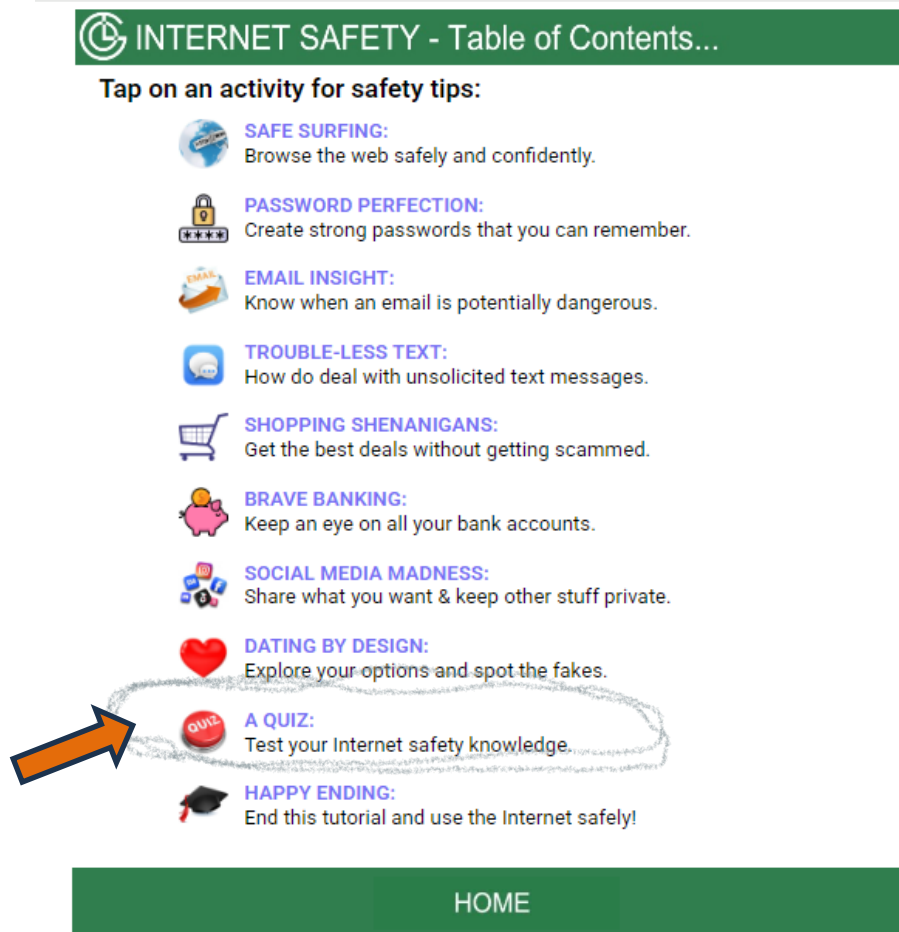 INTERNET SAFETY - Table of Contents...
Tap on an activity for safety tips:
SAFE SURFING:
Browse the web safely and confidently.
PASSWORD PERFECTION:
Create strong passwords that you can remember.
****
EMAIL
EMAIL INSIGHT:
Know when an email is potentially dangerous.
TROUBLE-LESS TEXT:
How do deal with unsolicited text messages.
SHOPPING SHENANIGANS:
Get the best deals without getting scammed.
BRAVE BANKING:
Keep an eye on all your bank accounts.
SOCIAL MEDIA MADNESS:
Share what you want & keep other stuff private.
DATING BY DESIGN:
Explore your options and spot the fakes.
QUIZ
A QUIZ:
Test your Internet safety knowledge.
HAPPY ENDING:
End this tutorial and use the Internet safely!
HOME